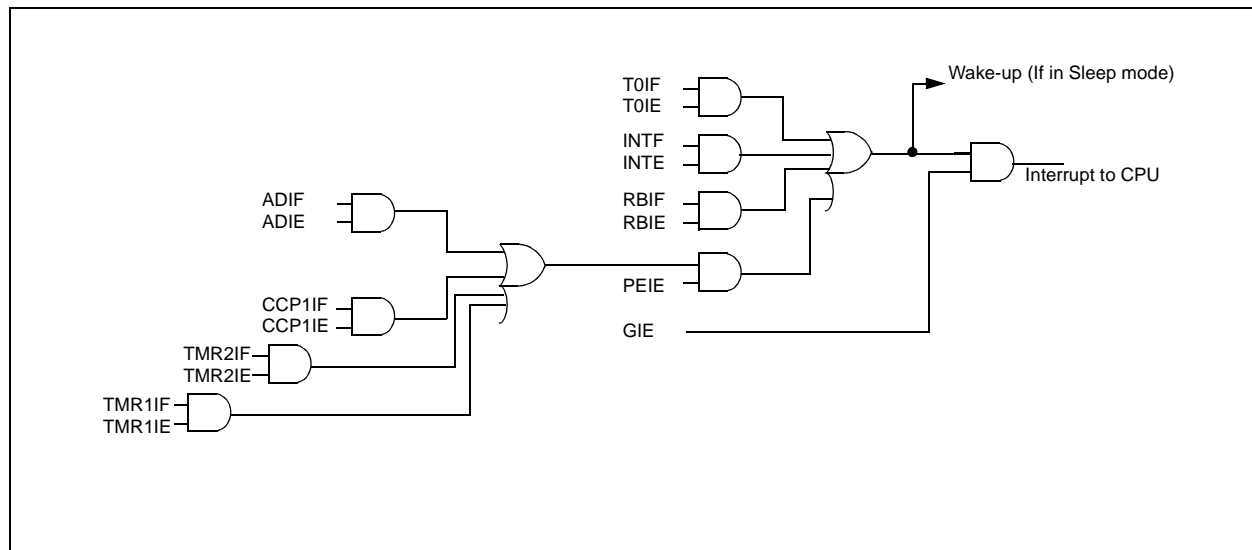 Wake-up (If in Sleep mode)
T0IF
T0IE
INTF
INTE
Interrupt to CPU
RBIF
RBIE
ADIF
ADIE
PEIE
CCP1IF
CCP1IE
GIE
TMR2IF
TMR2IE
TMR1IF
TMR1IE